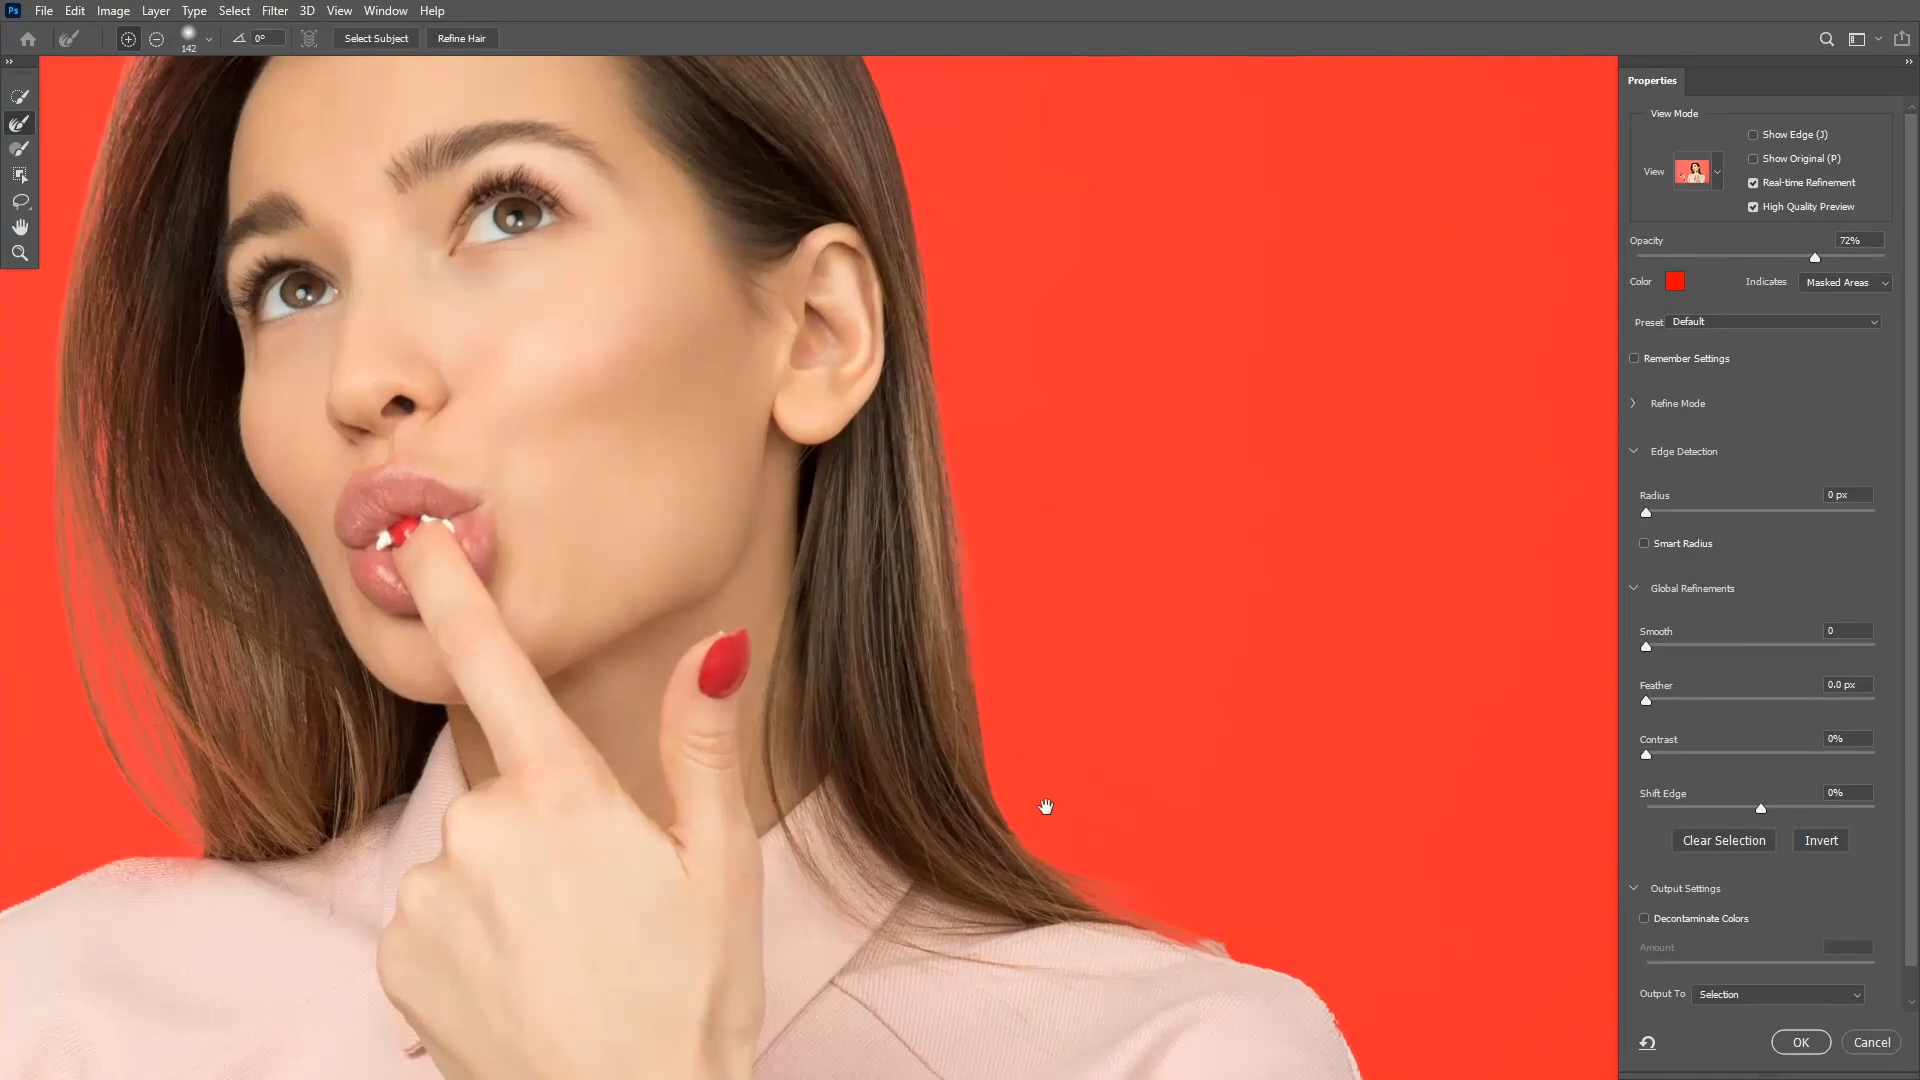 Ps File Edit Image Layer Type Select Filter 3D View Window Help
142 0° Select Subject Refine Hair
Properties
View Mode
Show Edge (J)
Show Original (P)
View
Real-time Refinement
High Quality Preview
Opacity 72%
Color Indicates Masked Areas
Preset Default
Remember Settings
Refine Mode
Edge Detection
Radius 0 px
Smart Radius
Global Refinements
Smooth 0
Feather 0.0 px
Contrast 0%
Shift Edge 0%
Clear Selection Invert
Output Settings
Decontaminate Colors
Amount
Output To Selection
OK Cancel